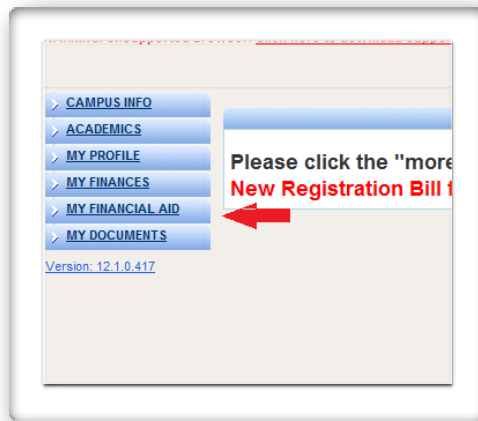 CAMPUS INFO
ACADEMICS
MY PROFILE
MY FINANCES
MY FINANCIAL AID
MY DOCUMENTS
Version: 12.1.0.417
Please click the "more
New Registration Bill